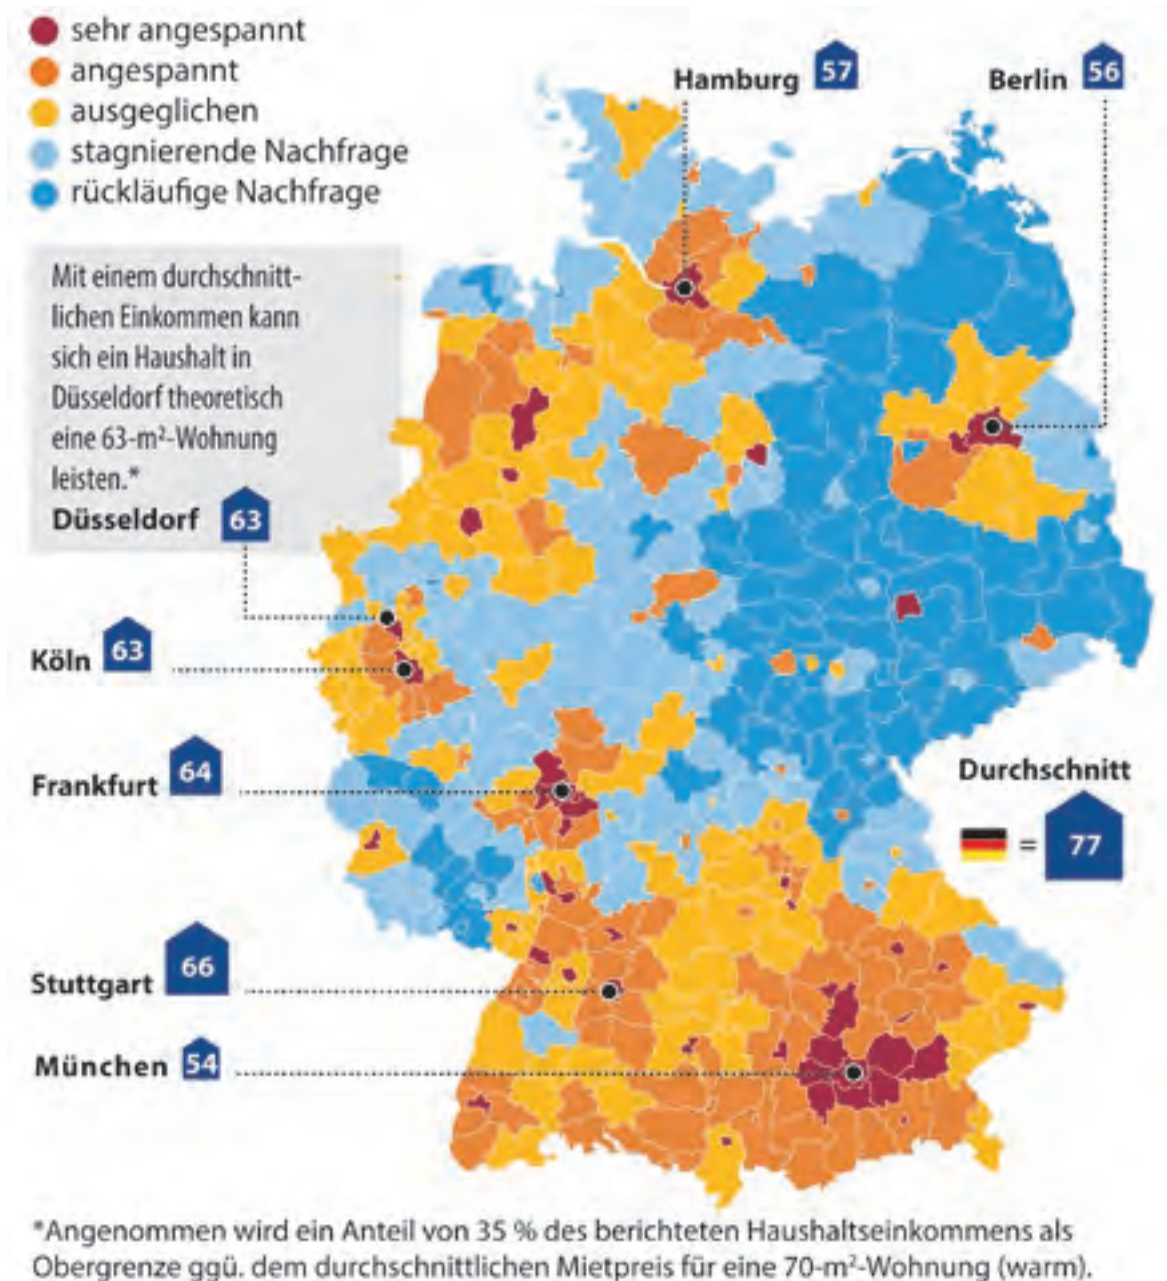 sehr angespannt
angespannt
ausgeglichen
stagnierende Nachfrage
rückläufige Nachfrage
Hamburg 57
Berlin 56
Mit einem durchschnitt-
lichen Einkommen kann
sich ein Haushalt in
Düsseldorf theoretisch
eine 63-m²-Wohnung
leisten.*
Düsseldorf 63
Köln 63
Frankfurt 64
Durchschnitt
= 77
Stuttgart 66
München 54
*Angenommen wird ein Anteil von 35 % des berichteten Haushaltseinkommens als
Obergrenze ggü. dem durchschnittlichen Mietpreis für eine 70-m²-Wohnung (warm).